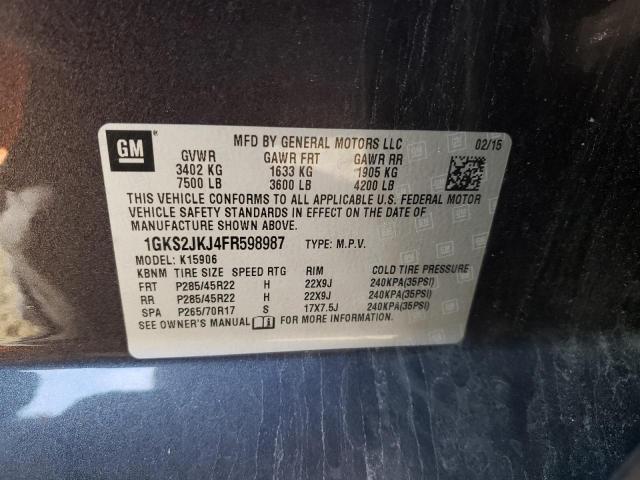 GM
MFD BY GENERAL MOTORS LLC 02/15
GVWR GAWR FRT GAWR RR
3402 KG 1633 KG 1905 KG
7500 LB 3600 LB 4200 LB
THIS VEHICLE CONFORMS TO ALL APPLICABLE U.S. FEDERAL MOTOR
VEHICLE SAFETY STANDARDS IN EFFECT ON THE DATE OF
MANUFACTURE SHOWN ABOVE.
1GKS2JKJ4FR598987 TYPE: M.P.V.
MODEL: K15906
KBNM TIRE SIZE SPEED RTG RIM COLD TIRE PRESSURE
FRT P285/45R22 H 22X9J 240KPA(35PSI)
RR P285/45R22 H 22X9J 240KPA(35PSI)
SPA P265/70R17 S 17X7.5J 240KPA(35PSI)
SEE OWNER'S MANUAL FOR MORE INFORMATION